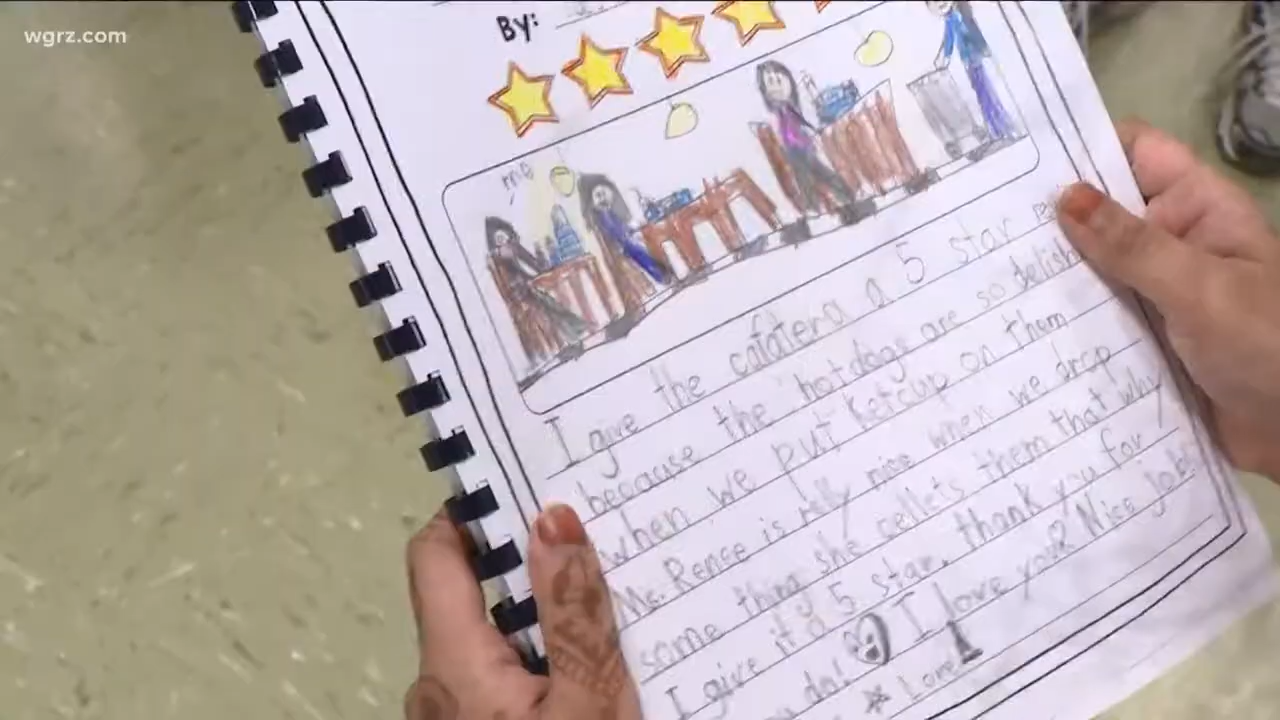 wgrz.com
By:
me
I give the cafatera a 5 star
because the hotdogs are so delish
when we put ketcup on them
Ms. Renee is relly nice when we drop
some thing she cellets them that why
I give it a 5 star. thank you for
do! I love you? Nice job
Love